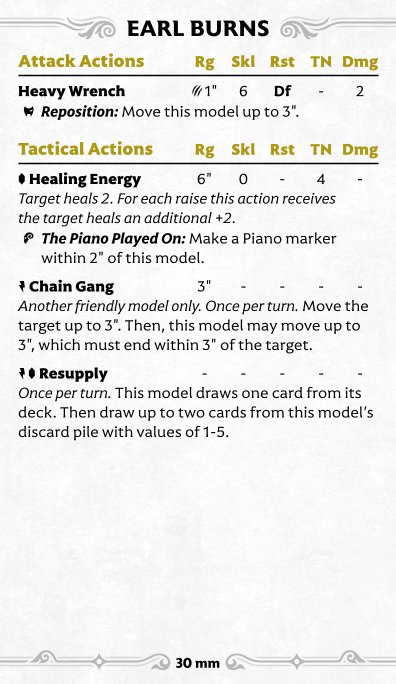 EARL BURNS
Attack Actions Rg Skl Rst TN Dmg
Heavy Wrench 1" 6 Df - 2
Reposition: Move this model up to 3".
Tactical Actions Rg Skl Rst TN Dmg
Healing Energy 6" 0 - 4 -
Target heals 2. For each raise this action receives
the target heals an additional +2.
The Piano Played On: Make a Piano marker
within 2" of this model.
Chain Gang 3" - - - -
Another friendly model only. Once per turn. Move the
target up to 3". Then, this model may move up to
3", which must end within 3" of the target.
Resupply - - - - -
Once per turn. This model draws one card from its
deck. Then draw up to two cards from this model's
discard pile with values of 1-5.
30 mm